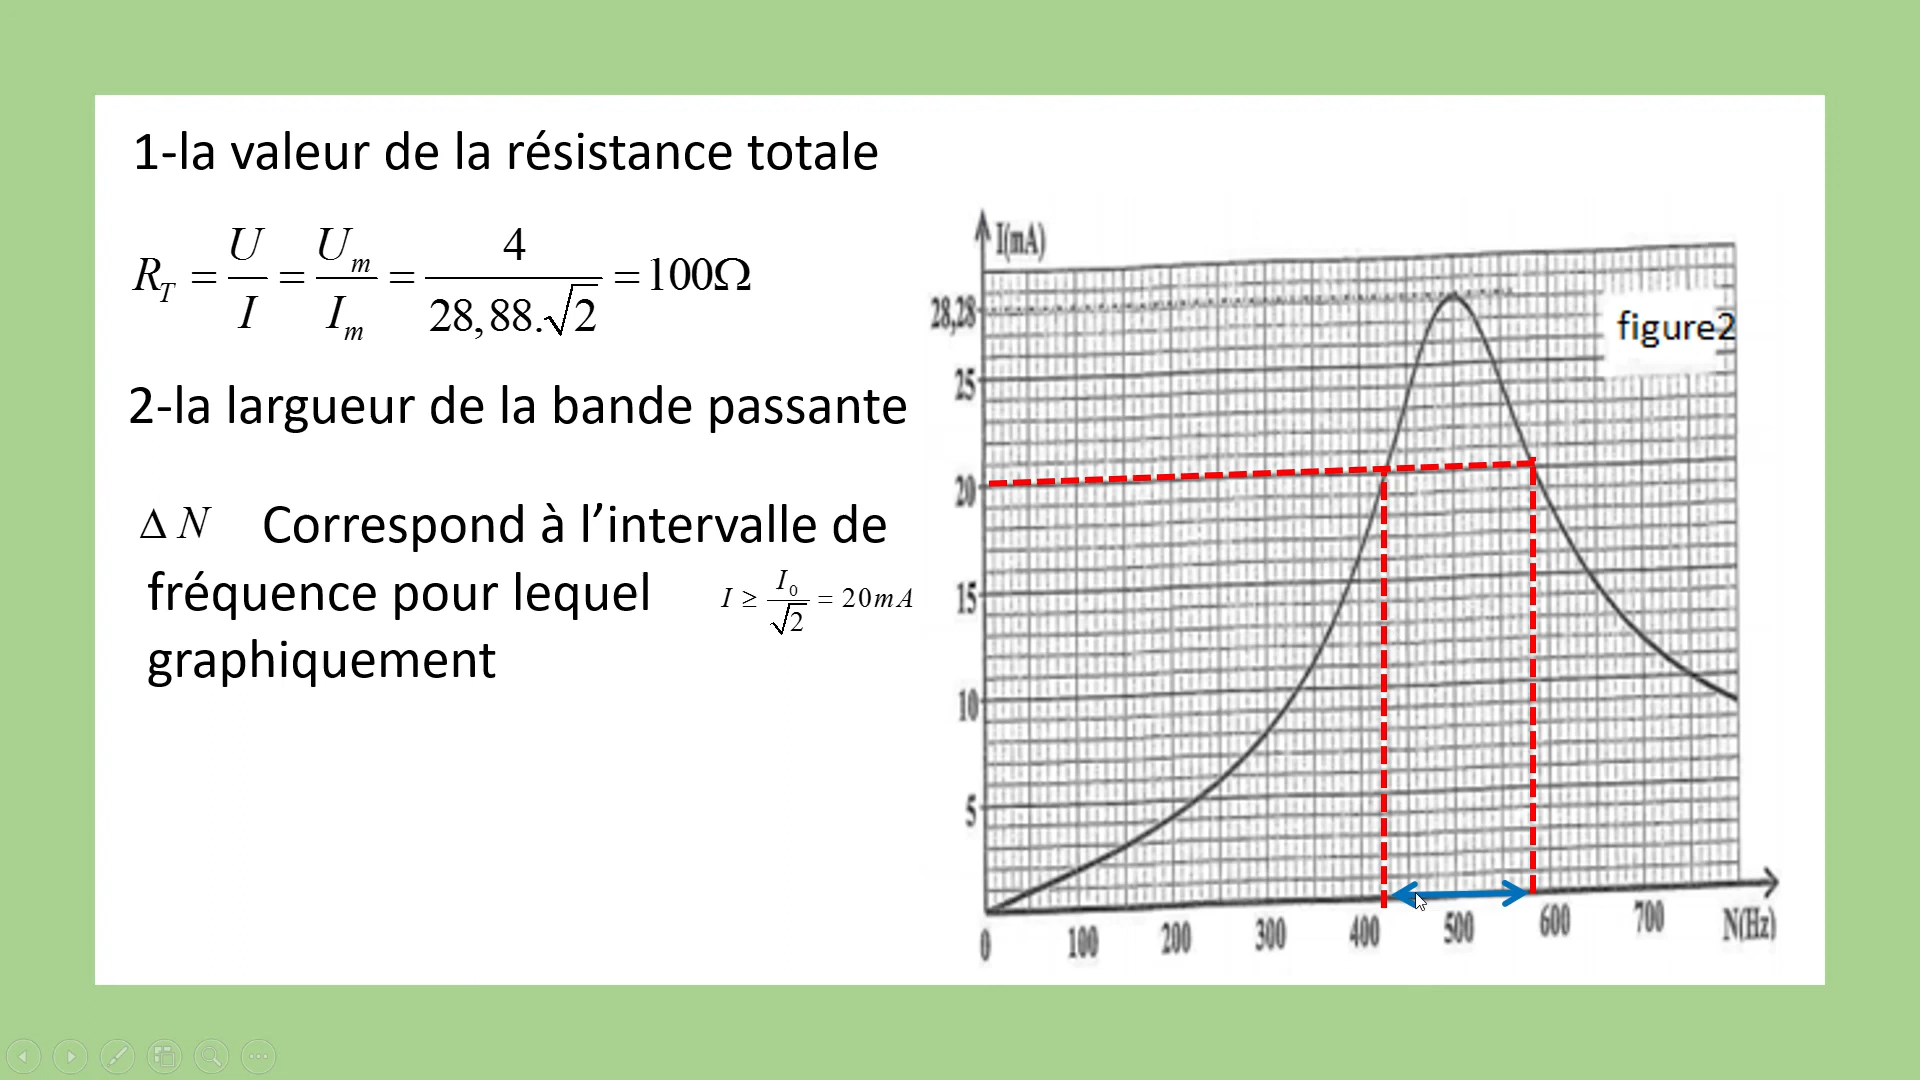 1-la valeur de la résistance totale
R_T = U/I = U_m/I_m = 4/(28,88.√2) = 100Ω
2-la largueur de la bande passante
Δ N Correspond à l’intervalle de
fréquence pour lequel I ≥ I_0/√2 = 20mA
graphiquement
I(mA)
28,28
figure2
25
20
15
10
5
0 100 200 300 400 500 600 700 N(Hz)